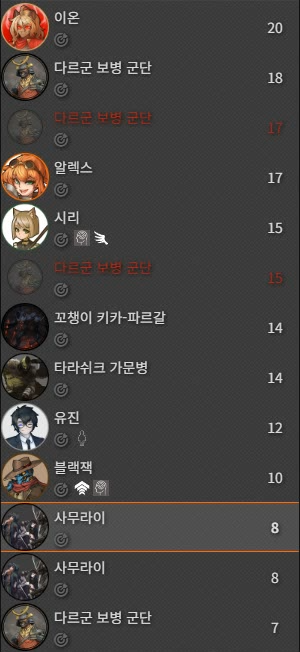 이온
20
다르군 보병 군단
18
다르군 보병 군단
17
알렉스
17
시리
15
다르군 보병 군단
15
꼬챙이 키카-파르갈
14
타라쉬크 가문병
14
유진
12
블랙잭
10
사무라이
8
사무라이
8
다르군 보병 군단
7